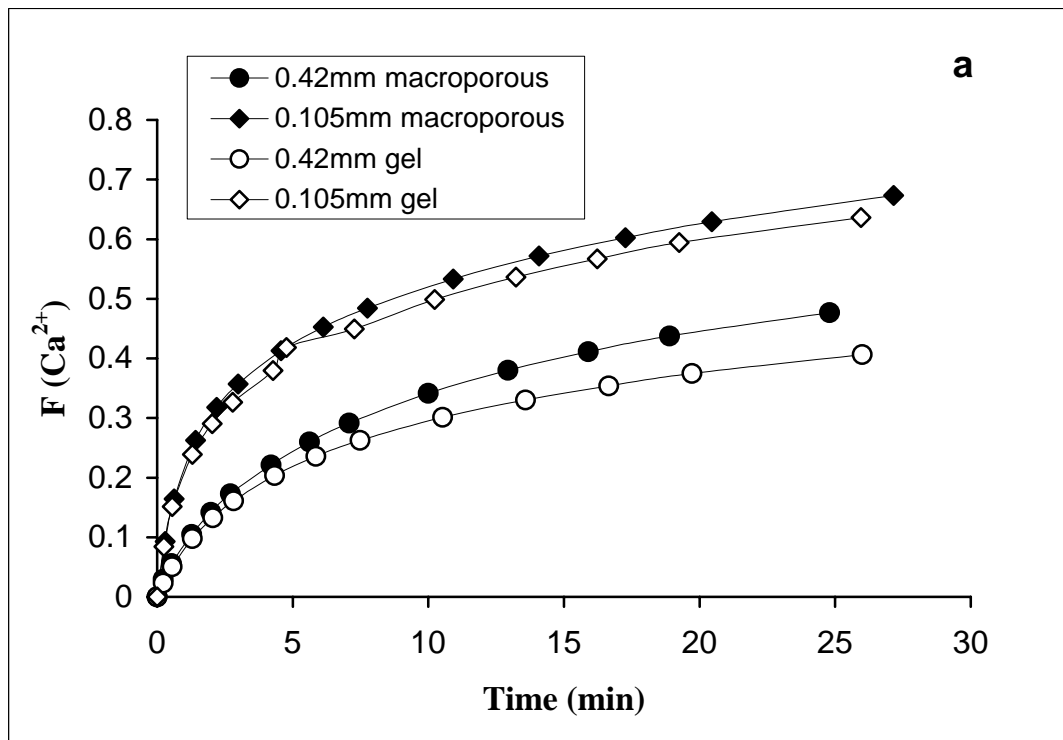 a
0.42mm macroporous
0.105mm macroporous
0.42mm gel
0.105mm gel
0.8
0.7
0.6
0.5
0.4
0.3
0.2
0.1
0
F (Ca²⁺)
0 5 10 15 20 25 30
Time (min)